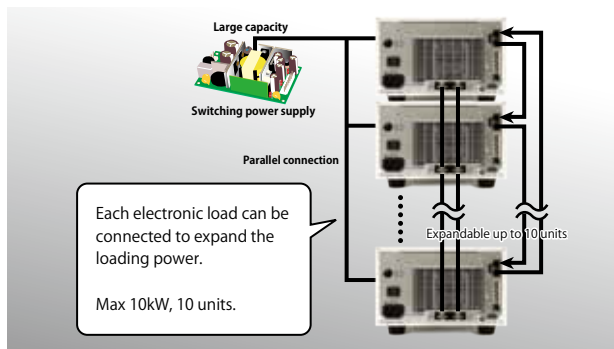 Large capacity
Switching power supply
Parallel connection
Each electronic load can be
connected to expand the
loading power.
Max 10kW, 10 units.
Expandable up to 10 units